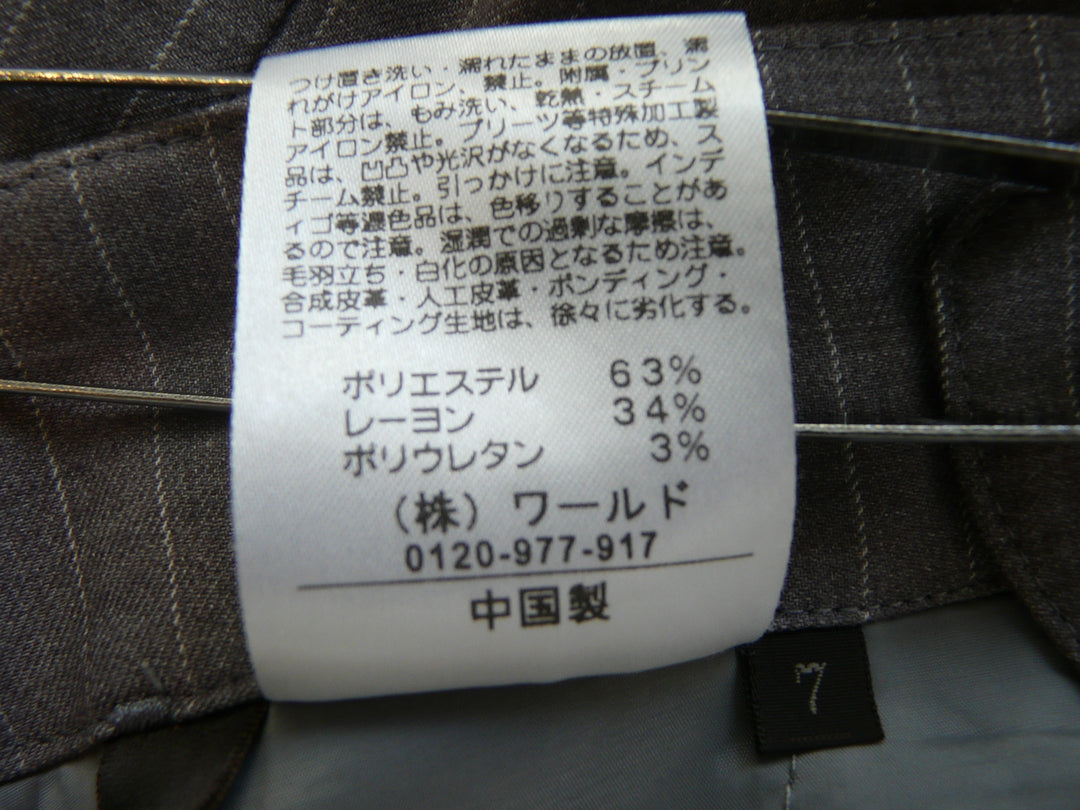 つけ置き洗い・濡れたままの放置、濡
れがけアイロン、禁止。附属・プリン
ト部分は、もみ洗い、乾熱・スチーム
アイロン禁止。プリーツ等特殊加工製
品は、凹凸や光沢がなくなるため、ス
チーム禁止。引っかけに注意。インデ
ィゴ等濃色品は、色移りすることがあ
るので注意。湿潤での過剰な摩擦は、
毛羽立ち・白化の原因となるため注意。
合成皮革・人工皮革・ボンディング・
コーティング生地は、徐々に劣化する。
ポリエステル 63%
レーヨン 34%
ポリウレタン 3%
（株）ワールド
0120-977-917
中国製
7